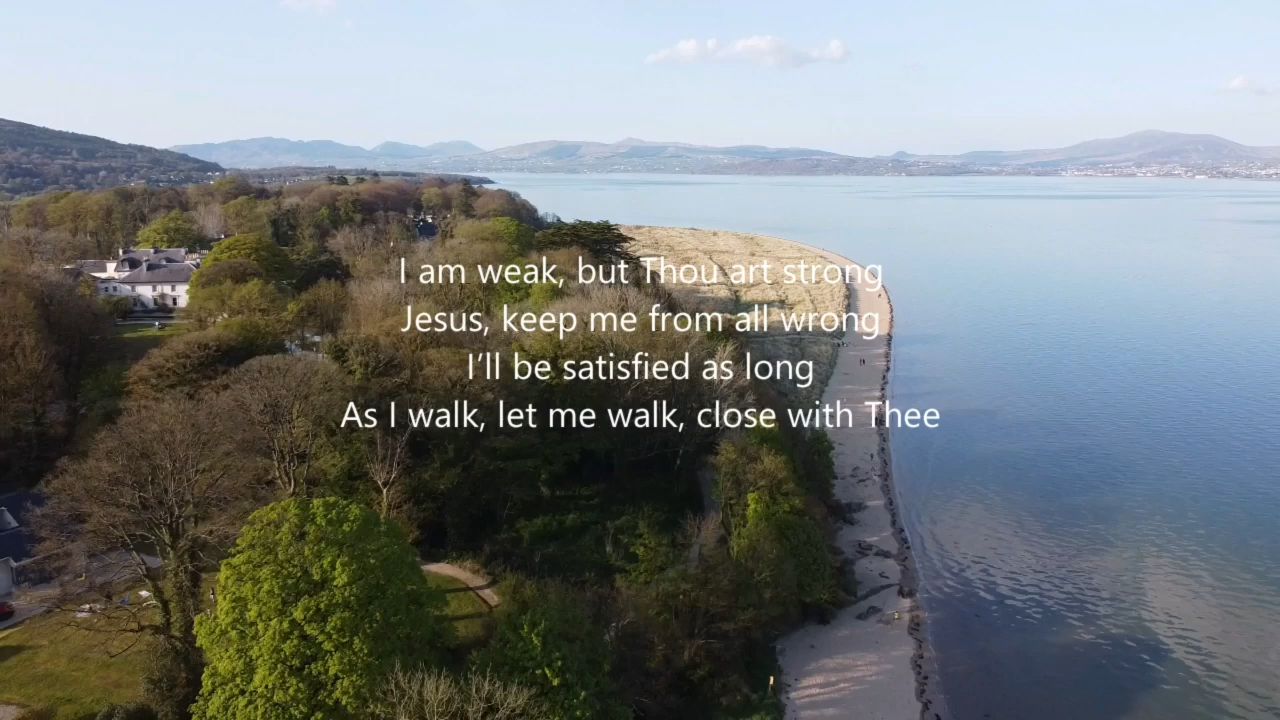 I am weak, but Thou art strong
Jesus, keep me from all wrong
I’ll be satisfied as long
As I walk, let me walk, close with Thee